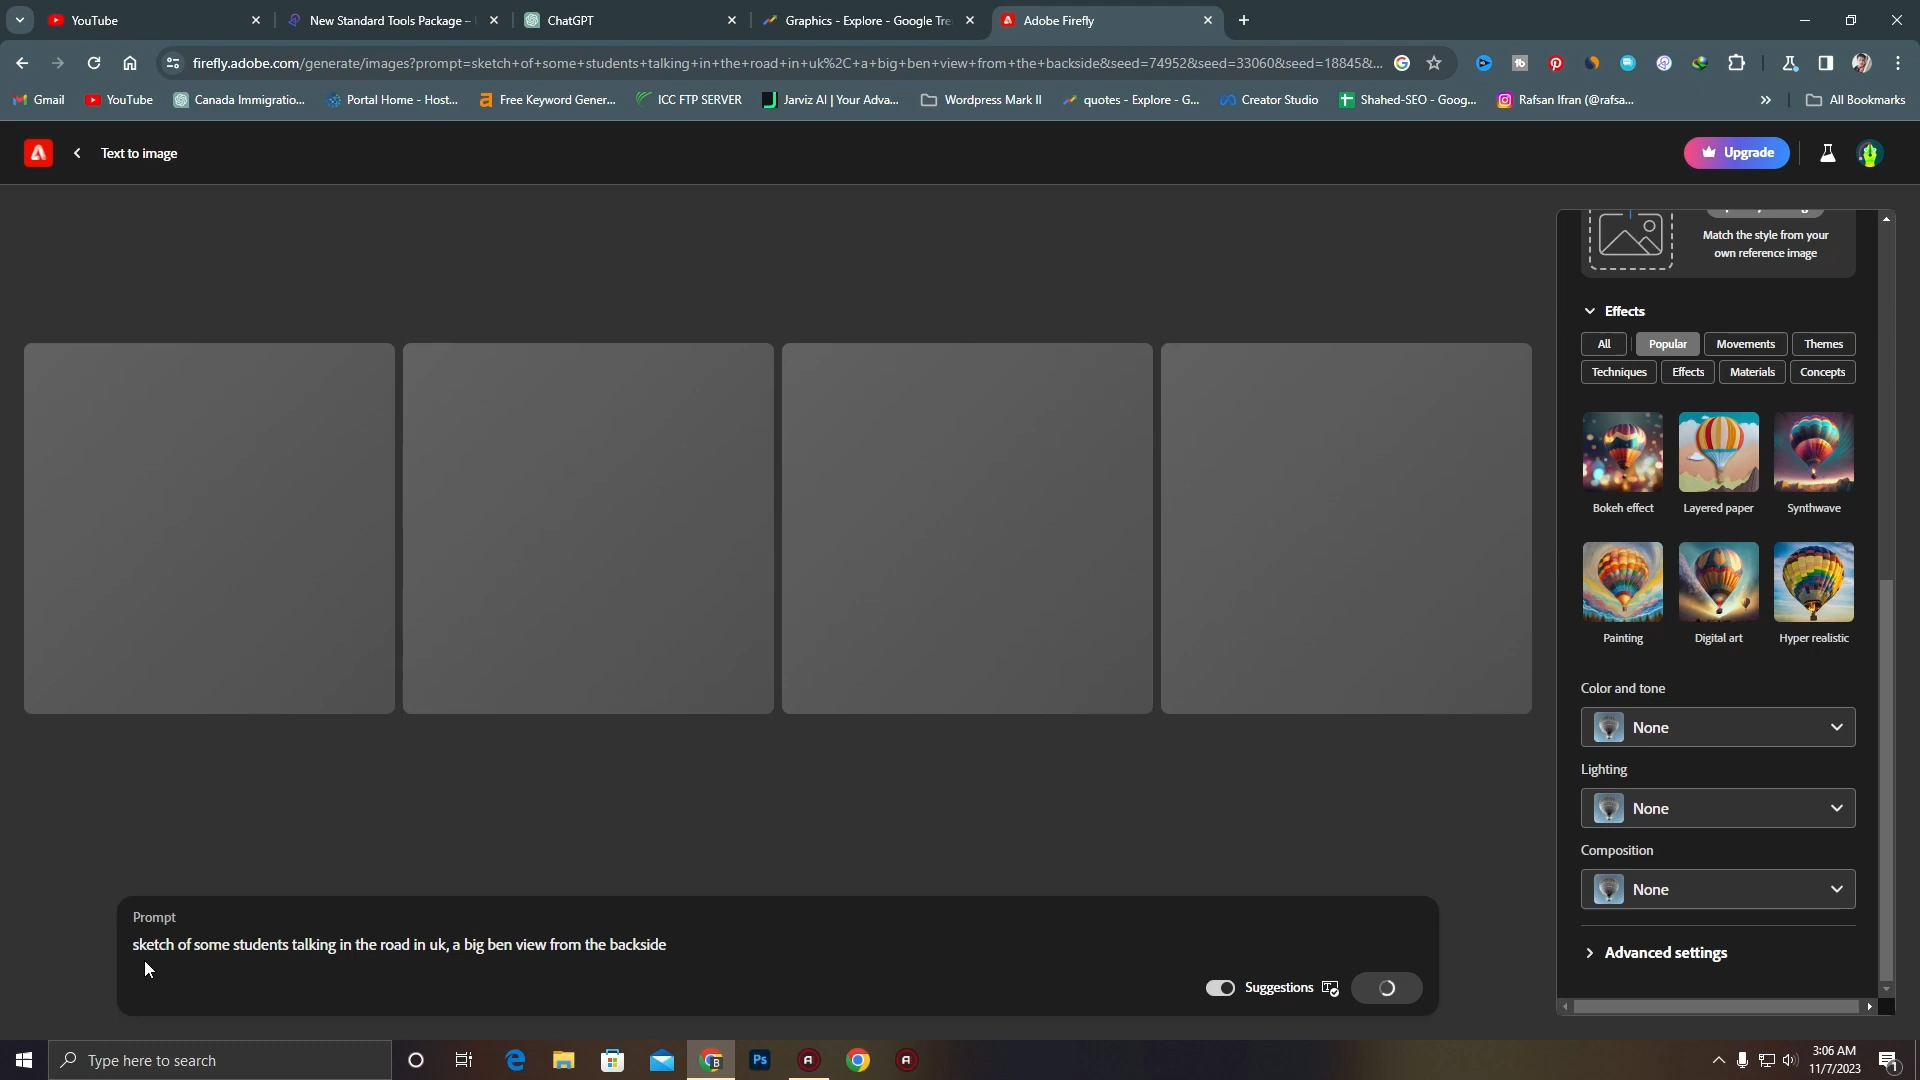 YouTube
New Standard Tools Package –
ChatGPT
Graphics - Explore - Google Tre
Adobe Firefly
firefly.adobe.com/generate/images?prompt=sketch+of+some+students+talking+in+the+road+in+uk%2C+a+big+ben+view+from+the+backside&seed=74952&seed=33060&seed=18845&...
Gmail
YouTube
Canada Immigratio...
Portal Home - Host...
Free Keyword Gener...
ICC FTP SERVER
Jarviz AI | Your Adva...
Wordpress Mark II
quotes - Explore - G...
Creator Studio
Shahed-SEO - Goog...
Rafsan Ifran (@rafsa...
All Bookmarks
Text to image
Upgrade
Match the style from your
own reference image
Effects
All
Popular
Movements
Themes
Techniques
Effects
Materials
Concepts
Bokeh effect
Layered paper
Synthwave
Painting
Digital art
Hyper realistic
Color and tone
None
Lighting
None
Composition
None
Advanced settings
Prompt
sketch of some students talking in the road in uk, a big ben view from the backside
Suggestions
Type here to search
Ps
3:06 AM
11/7/2023